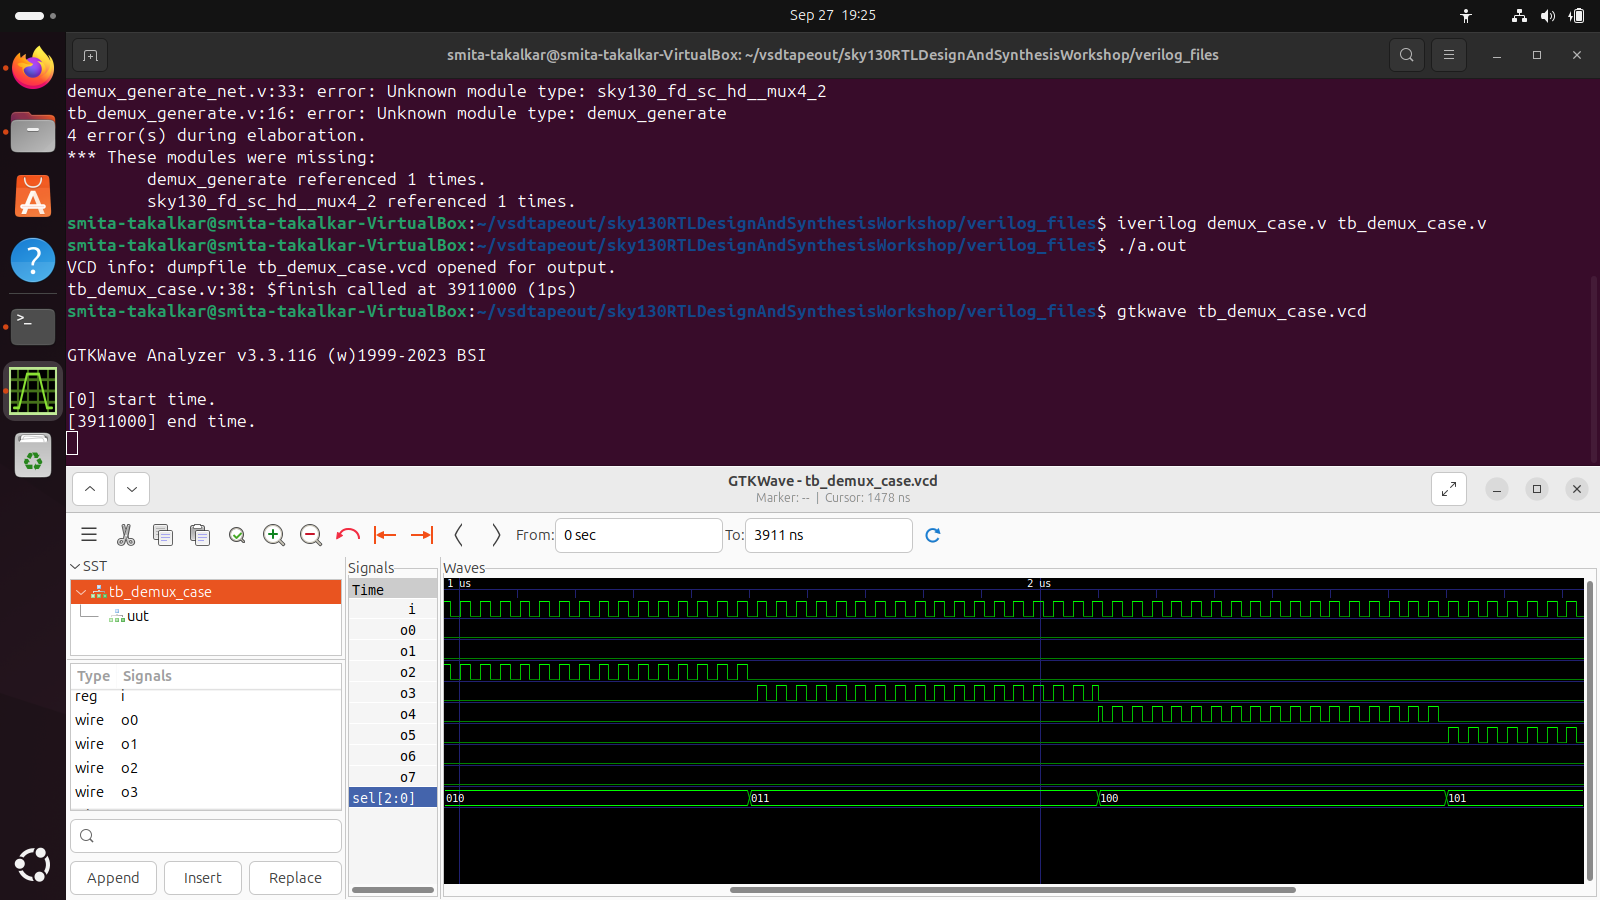 Sep 27 19:25
smita-takalkar@smita-takalkar-VirtualBox: ~/vsdtapeout/sky130RTLDesignAndSynthesisWorkshop/verilog_files
demux_generate_net.v:33: error: Unknown module type: sky130_fd_sc_hd__mux4_2
tb_demux_generate.v:16: error: Unknown module type: demux_generate
4 error(s) during elaboration.
*** These modules were missing:
        demux_generate referenced 1 times.
        sky130_fd_sc_hd__mux4_2 referenced 1 times.
smita-takalkar@smita-takalkar-VirtualBox:~/vsdtapeout/sky130RTLDesignAndSynthesisWorkshop/verilog_files$ iverilog demux_case.v tb_demux_case.v
smita-takalkar@smita-takalkar-VirtualBox:~/vsdtapeout/sky130RTLDesignAndSynthesisWorkshop/verilog_files$ ./a.out
VCD info: dumpfile tb_demux_case.vcd opened for output.
tb_demux_case.v:38: $finish called at 3911000 (1ps)
smita-takalkar@smita-takalkar-VirtualBox:~/vsdtapeout/sky130RTLDesignAndSynthesisWorkshop/verilog_files$ gtkwave tb_demux_case.vcd
GTKWave Analyzer v3.3.116 (w)1999-2023 BSI
[0] start time.
[3911000] end time.
GTKWave - tb_demux_case.vcd
Marker: -- | Cursor: 1478 ns
From: 0 sec To: 3911 ns
SST
tb_demux_case
uut
Type Signals
reg i
wire o0
wire o1
wire o2
wire o3
Append Insert Replace
Signals
Time
i
o0
o1
o2
o3
o4
o5
o6
o7
sel[2:0]
Waves
1 us 2 us
010 011 100 101